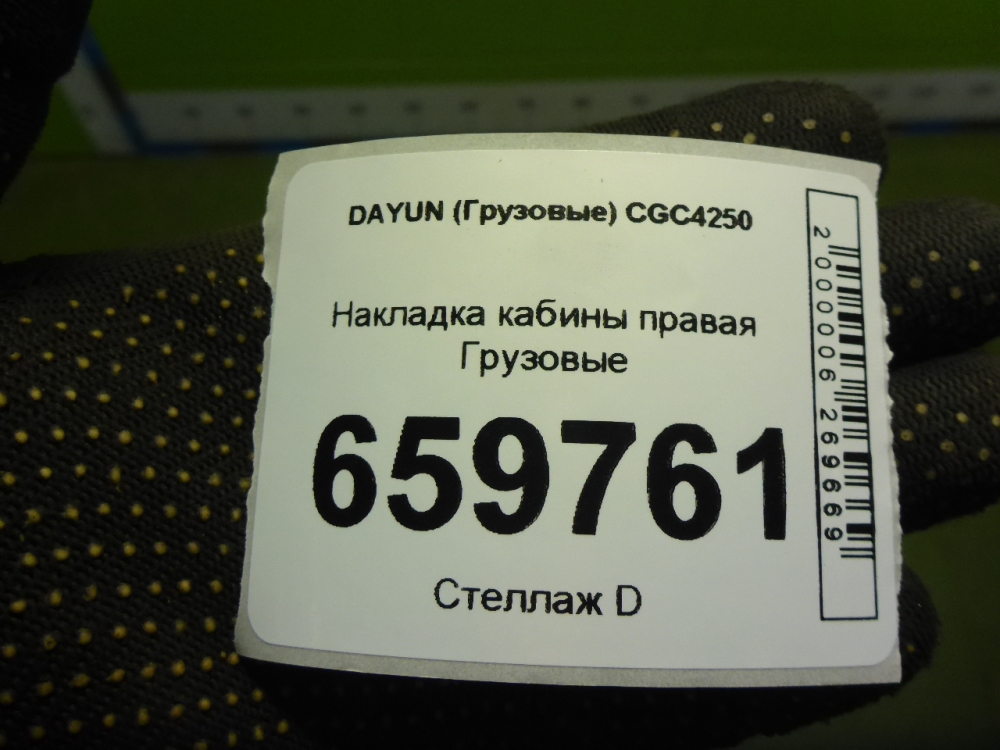 DAYUN (Грузовые) CGC4250
Накладка кабины правая
Грузовые
659761
Стеллаж D
2000006269669